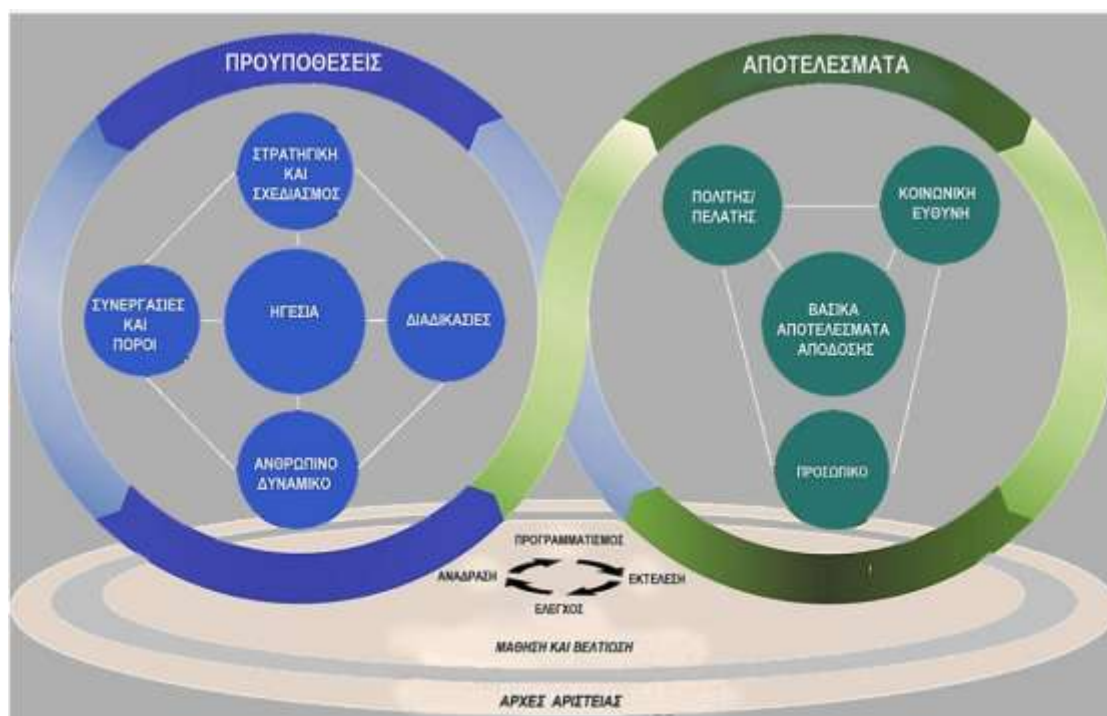 ΠΡΟΥΠΟΘΕΣΕΙΣ
ΣΤΡΑΤΗΓΙΚΗ
ΚΑΙ
ΣΧΕΔΙΑΣΜΟΣ
ΣΥΝΕΡΓΑΣΙΕΣ
ΚΑΙ
ΠΟΡΟΙ
ΗΓΕΣΙΑ
ΔΙΑΔΙΚΑΣΙΕΣ
ΑΝΘΡΩΠΙΝΟ
ΔΥΝΑΜΙΚΟ
ΑΠΟΤΕΛΕΣΜΑΤΑ
ΠΟΛΙΤΗΣ/
ΠΕΛΑΤΗΣ
ΚΟΙΝΩΝΙΚΗ
ΕΥΘΥΝΗ
ΒΑΣΙΚΑ
ΑΠΟΤΕΛΕΣΜΑΤΑ
ΑΠΟΔΟΣΗΣ
ΠΡΟΣΩΠΙΚΟ
ΠΡΟΓΡΑΜΜΑΤΙΣΜΟΣ
ΑΝΑΔΡΑΣΗ
ΕΚΤΕΛΕΣΗ
ΕΛΕΓΧΟΣ
ΜΑΘΗΣΗ ΚΑΙ ΒΕΛΤΙΩΣΗ
ΑΡΧΕΣ ΑΡΙΣΤΕΙΑΣ